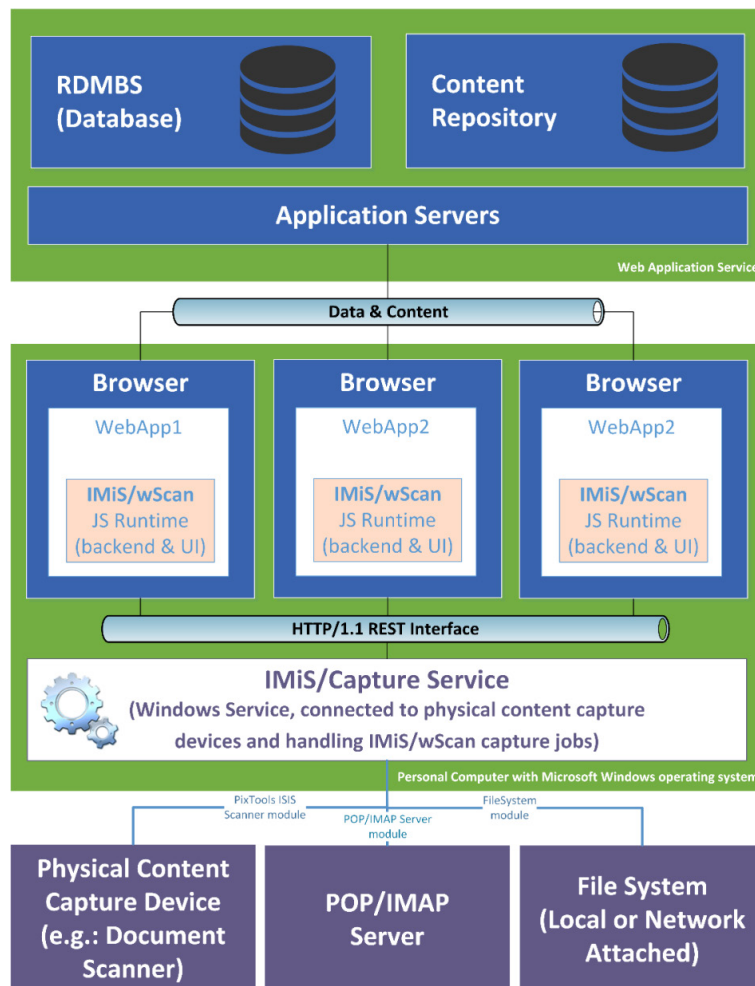 RDMBS
(Database)
Content
Repository
Application Servers
Web Application Service
Data & Content
Browser
WebApp1
IMiS/wScan
JS Runtime
(backend & UI)
Browser
WebApp2
IMiS/wScan
JS Runtime
(backend & UI)
Browser
WebApp2
IMiS/wScan
JS Runtime
(backend & UI)
HTTP/1.1 REST Interface
IMiS/Capture Service
(Windows Service, connected to physical content capture
devices and handling IMiS/wScan capture jobs)
Personal Computer with Microsoft Windows operating system
PixTools ISIS
Scanner module
POP/IMAP Server
module
FileSystem
module
Physical Content
Capture Device
(e.g.: Document
Scanner)
POP/IMAP
Server
File System
(Local or Network
Attached)